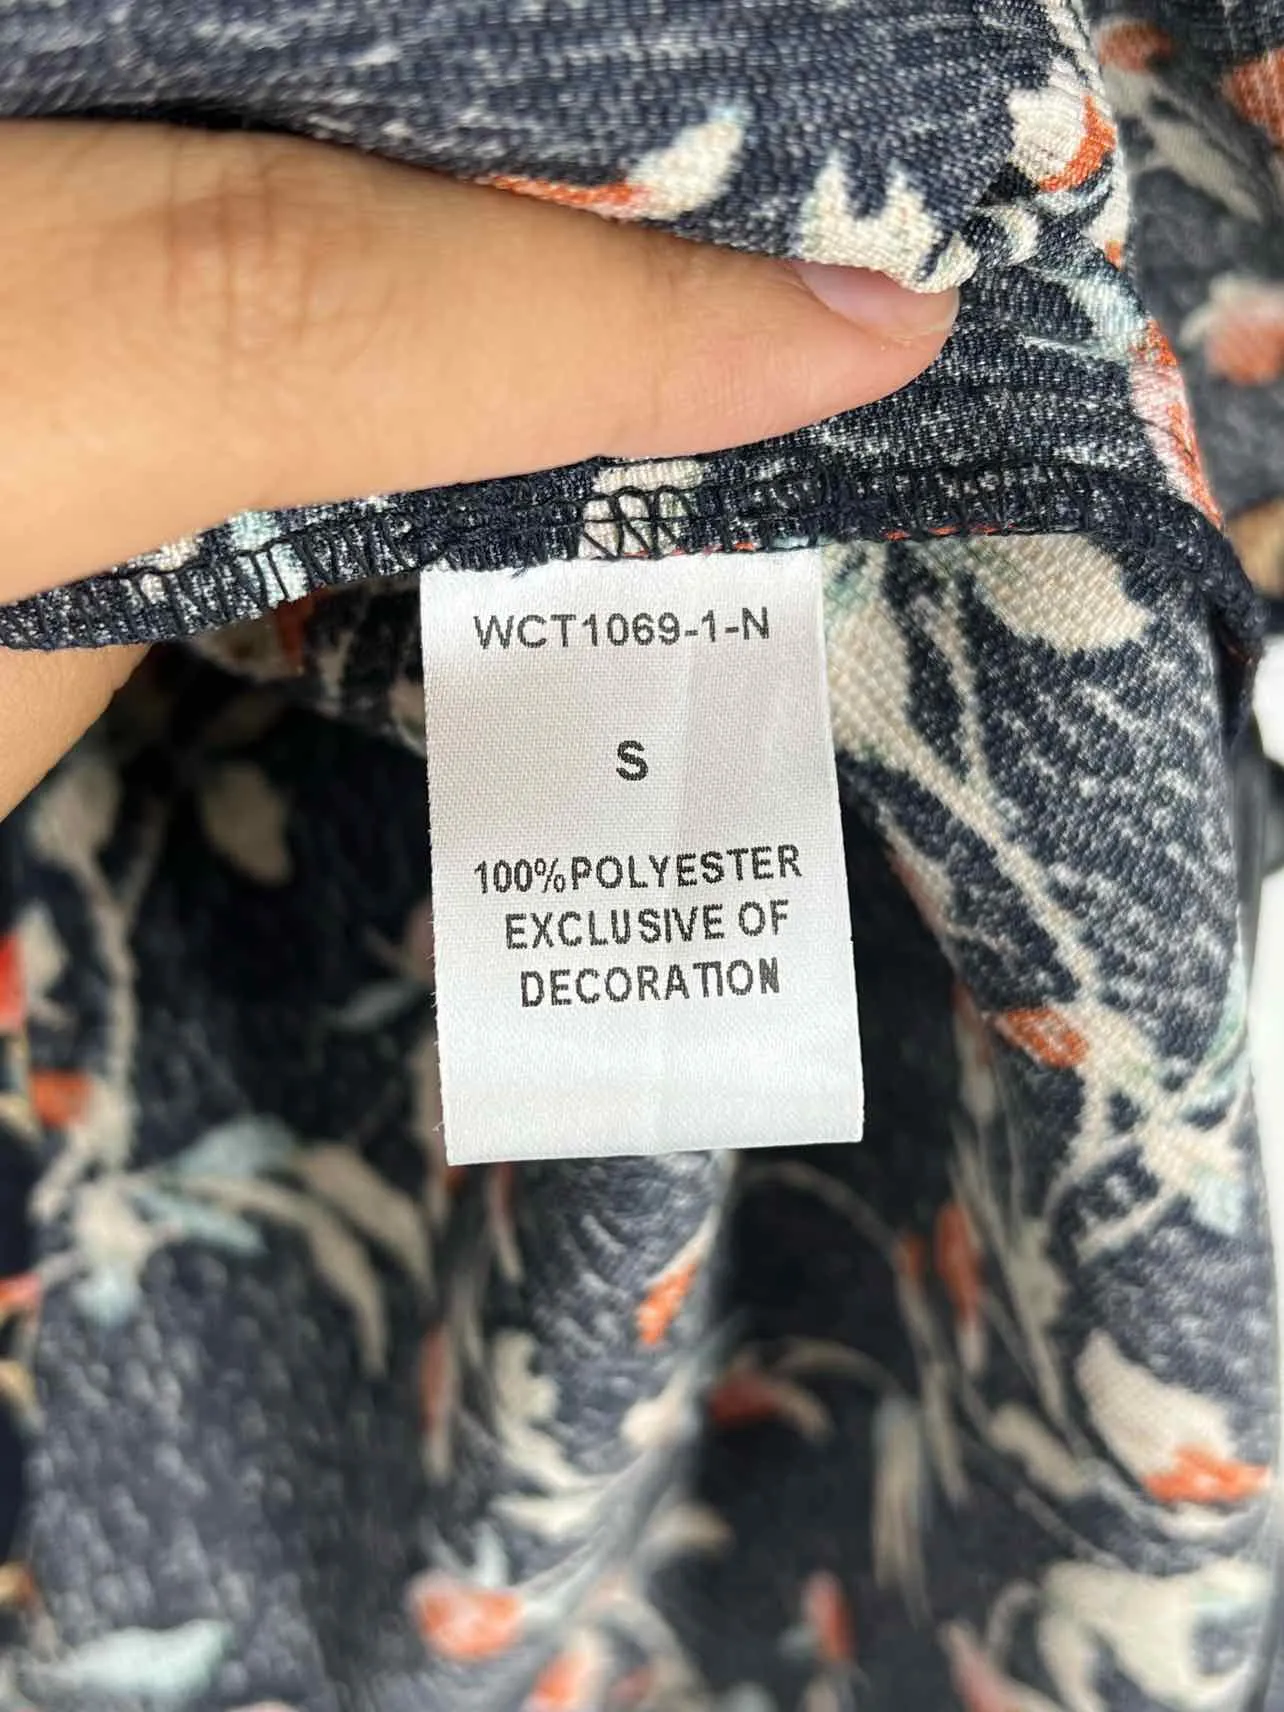 WCT1069-1-N
S
100%POLYESTER
EXCLUSIVE OF
DECORATION